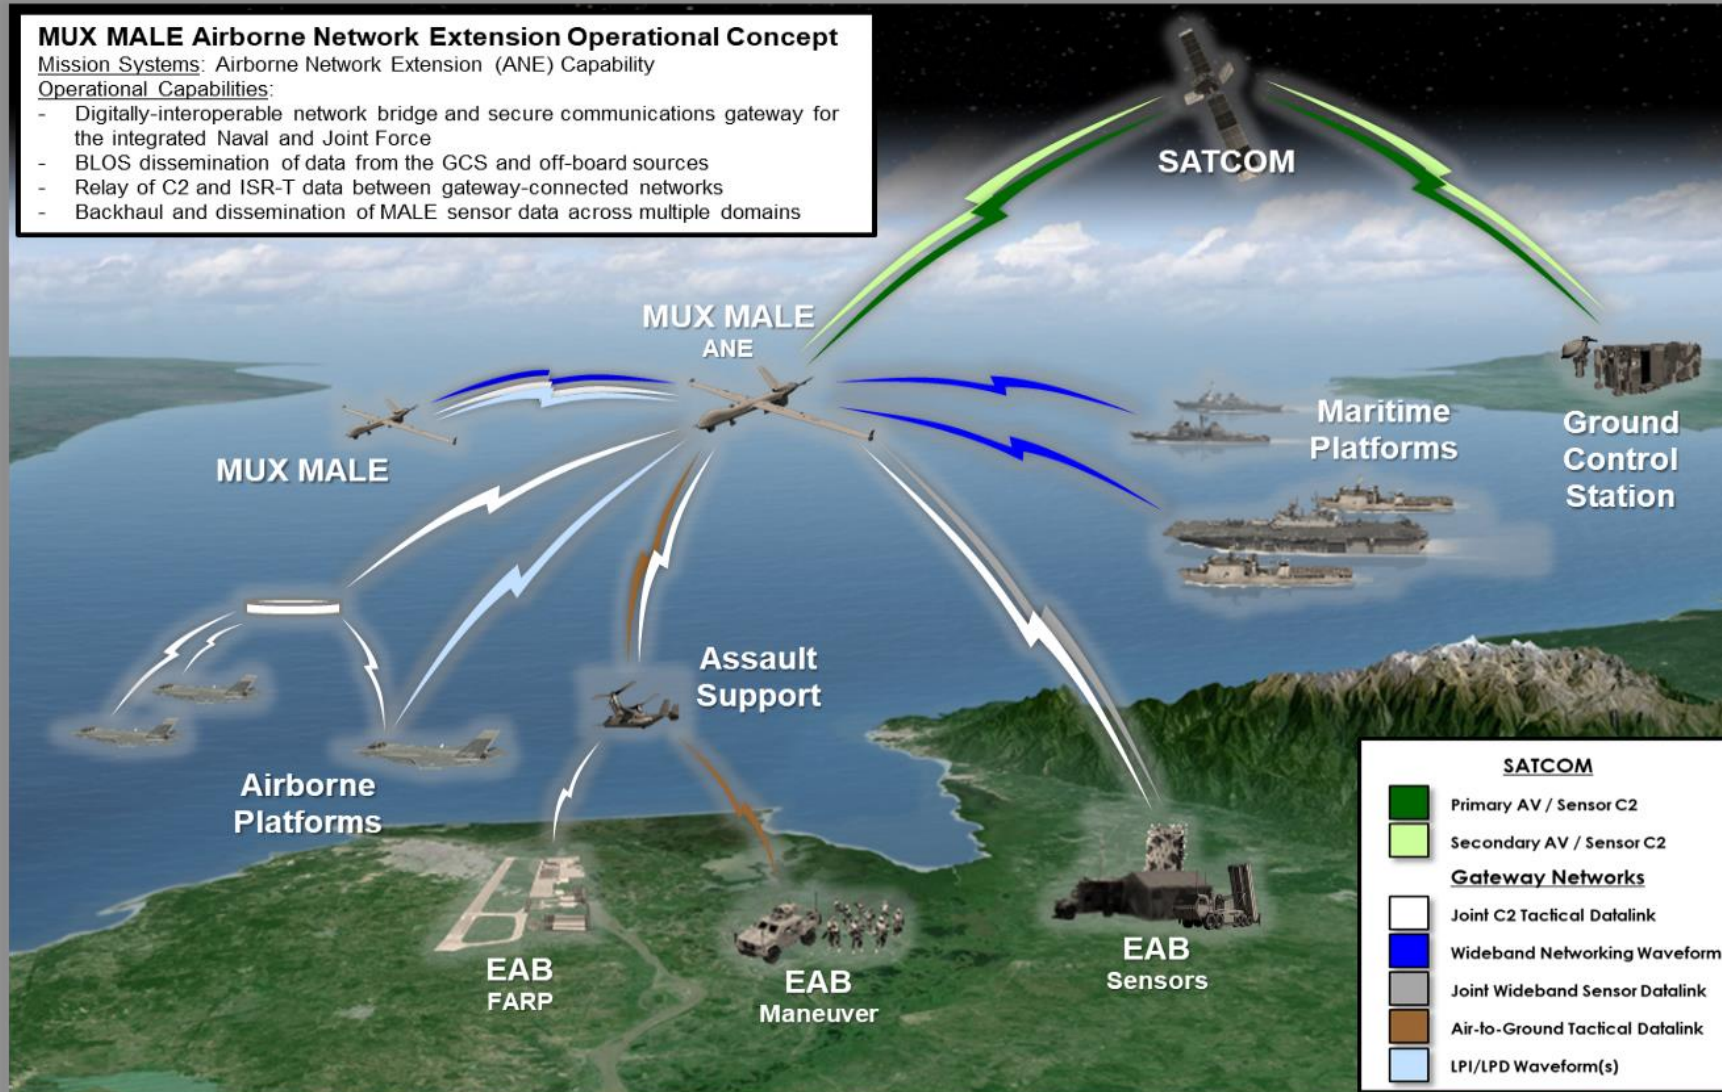 MUX MALE Airborne Network Extension Operational Concept
Mission Systems: Airborne Network Extension (ANE) Capability
Operational Capabilities:
- Digitally-interoperable network bridge and secure communications gateway for
the integrated Naval and Joint Force
- BLOS dissemination of data from the GCS and off-board sources
- Relay of C2 and ISR-T data between gateway-connected networks
- Backhaul and dissemination of MALE sensor data across multiple domains
SATCOM
MUX MALE
ANE
MUX MALE
Maritime
Platforms
Ground
Control
Station
Assault
Support
Airborne
Platforms
EAB
FARP
EAB
Maneuver
EAB
Sensors
SATCOM
Primary AV / Sensor C2
Secondary AV / Sensor C2
Gateway Networks
Joint C2 Tactical Datalink
Wideband Networking Waveform
Joint Wideband Sensor Datalink
Air-to-Ground Tactical Datalink
LPI/LPD Waveform(s)